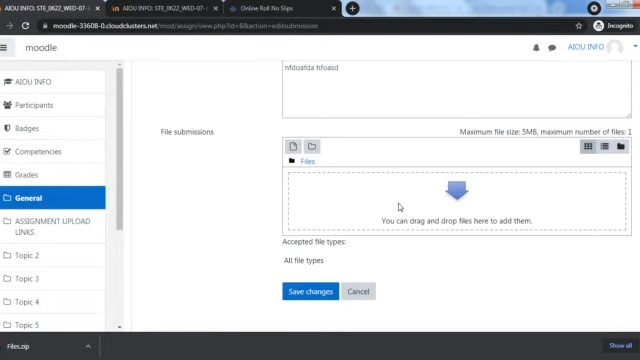 AIOU INFO: STE_0622_WED-07-J
AIOU INFO: STE_0622_WED-07-J
Online Roll No Slips
moodle-33608-0.cloudclusters.net/mod/assign/view.php?id=8&action=editsubmission
Incognito
moodle
AIOU INFO
nfdoafda hfoasd
AIOU INFO
Participants
Badges
Competencies
Grades
General
ASSIGNMENT UPLOAD
LINKS
Topic 2
Topic 3
Topic 4
Topic 5
File submissions
Maximum file size: 5MB, maximum number of files: 1
Files
You can drag and drop files here to add them.
Accepted file types:
All file types
Save changes
Cancel
Files.zip
Show all